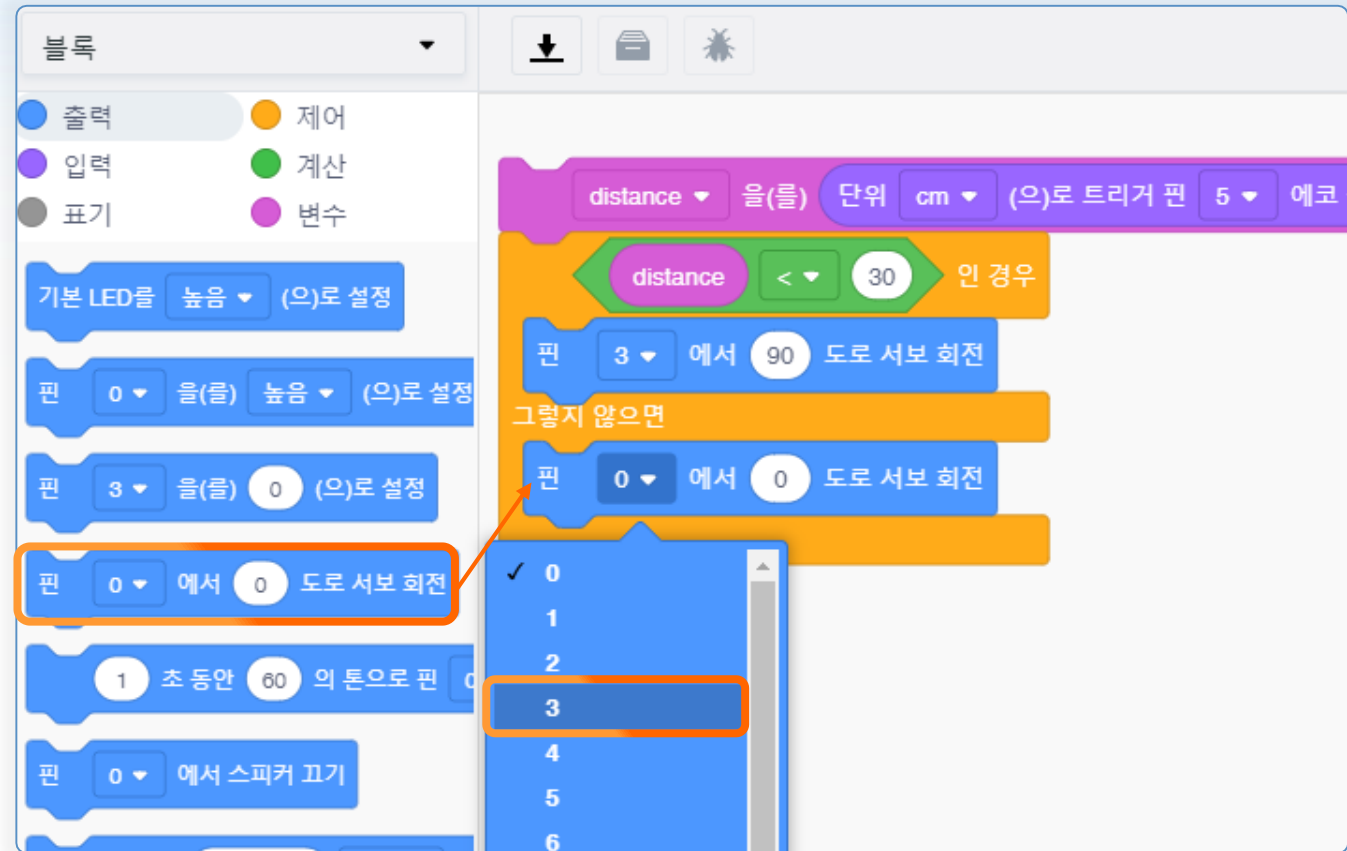 블록
출력
제어
입력
계산
표기
변수
기본 LED를 높음 (으)로 설정
핀 0 을(를) 높음 (으)로 설정
핀 3 을(를) 0 (으)로 설정
핀 0 에서 0 도로 서보 회전
1 초 동안 60 의 톤으로 핀
핀 0 에서 스피커 끄기
distance 을(를) 단위 cm (으)로 트리거 핀 5 에코
distance < 30 인 경우
핀 3 에서 90 도로 서보 회전
그렇지 않으면
핀 0 에서 0 도로 서보 회전
✓ 0
1
2
3
4
5
6